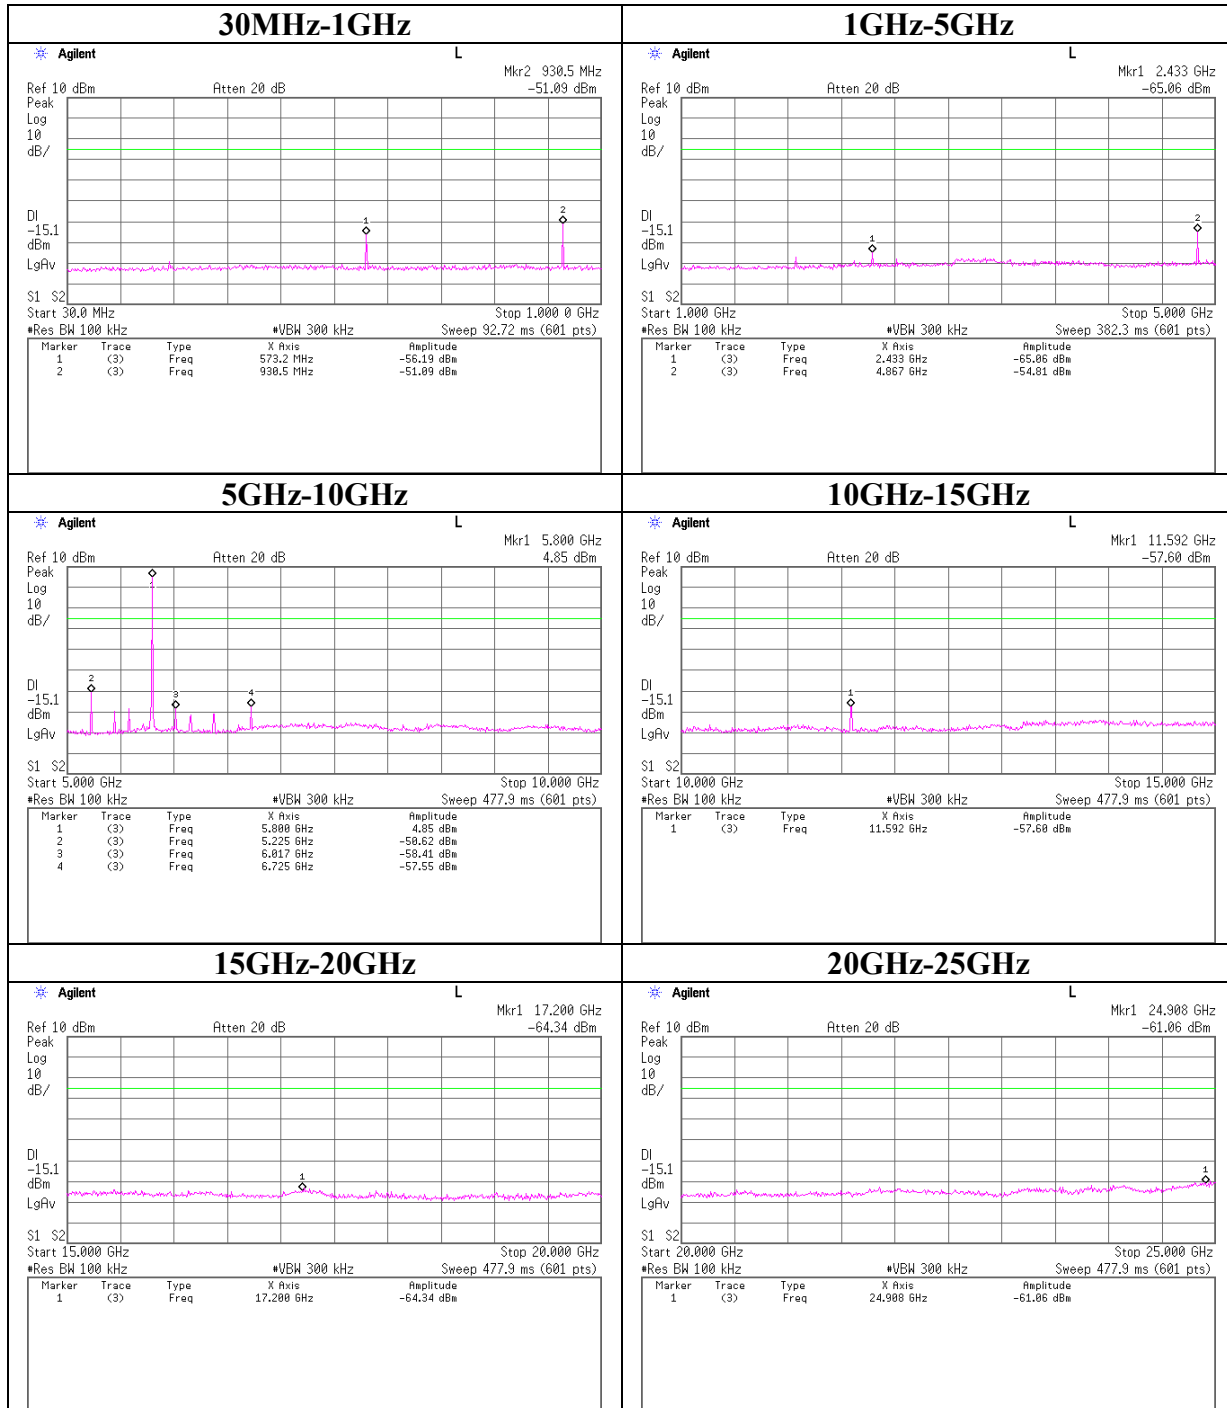 30MHz-1GHz
Agilent L
Mkr2 930.5 MHz
Ref 10 dBm Atten 20 dB -51.09 dBm
Peak
Log
10
dB/
1
2
DI
-15.1
dBm
LgAv
S1 S2
Start 30.0 MHz Stop 1.000 0 GHz
#Res BW 100 kHz #VBW 300 kHz Sweep 92.72 ms (601 pts)
Marker Trace Type X Axis Amplitude
1 (3) Freq 573.2 MHz -56.19 dBm
2 (3) Freq 930.5 MHz -51.09 dBm
1GHz-5GHz
Agilent L
Mkr1 2.433 GHz
Ref 10 dBm Atten 20 dB -65.06 dBm
Peak
Log
10
dB/
1
2
DI
-15.1
dBm
LgAv
S1 S2
Start 1.000 GHz Stop 5.000 GHz
#Res BW 100 kHz #VBW 300 kHz Sweep 382.3 ms (601 pts)
Marker Trace Type X Axis Amplitude
1 (3) Freq 2.433 GHz -65.06 dBm
2 (3) Freq 4.867 GHz -54.81 dBm
5GHz-10GHz
Agilent L
Mkr1 5.800 GHz
Ref 10 dBm Atten 20 dB 4.85 dBm
Peak
Log
10
dB/
2
3
4
DI
-15.1
dBm
LgAv
S1 S2
Start 5.000 GHz Stop 10.000 GHz
#Res BW 100 kHz #VBW 300 kHz Sweep 477.9 ms (601 pts)
Marker Trace Type X Axis Amplitude
1 (3) Freq 5.800 GHz 4.85 dBm
2 (3) Freq 5.225 GHz -50.62 dBm
3 (3) Freq 6.017 GHz -58.41 dBm
4 (3) Freq 6.725 GHz -57.55 dBm
10GHz-15GHz
Agilent L
Mkr1 11.592 GHz
Ref 10 dBm Atten 20 dB -57.60 dBm
Peak
Log
10
dB/
1
DI
-15.1
dBm
LgAv
S1 S2
Start 10.000 GHz Stop 15.000 GHz
#Res BW 100 kHz #VBW 300 kHz Sweep 477.9 ms (601 pts)
Marker Trace Type X Axis Amplitude
1 (3) Freq 11.592 GHz -57.60 dBm
15GHz-20GHz
Agilent L
Mkr1 17.200 GHz
Ref 10 dBm Atten 20 dB -64.34 dBm
Peak
Log
10
dB/
1
DI
-15.1
dBm
LgAv
S1 S2
Start 15.000 GHz Stop 20.000 GHz
#Res BW 100 kHz #VBW 300 kHz Sweep 477.9 ms (601 pts)
Marker Trace Type X Axis Amplitude
1 (3) Freq 17.200 GHz -64.34 dBm
20GHz-25GHz
Agilent L
Mkr1 24.908 GHz
Ref 10 dBm Atten 20 dB -61.06 dBm
Peak
Log
10
dB/
1
DI
-15.1
dBm
LgAv
S1 S2
Start 20.000 GHz Stop 25.000 GHz
#Res BW 100 kHz #VBW 300 kHz Sweep 477.9 ms (601 pts)
Marker Trace Type X Axis Amplitude
1 (3) Freq 24.908 GHz -61.06 dBm